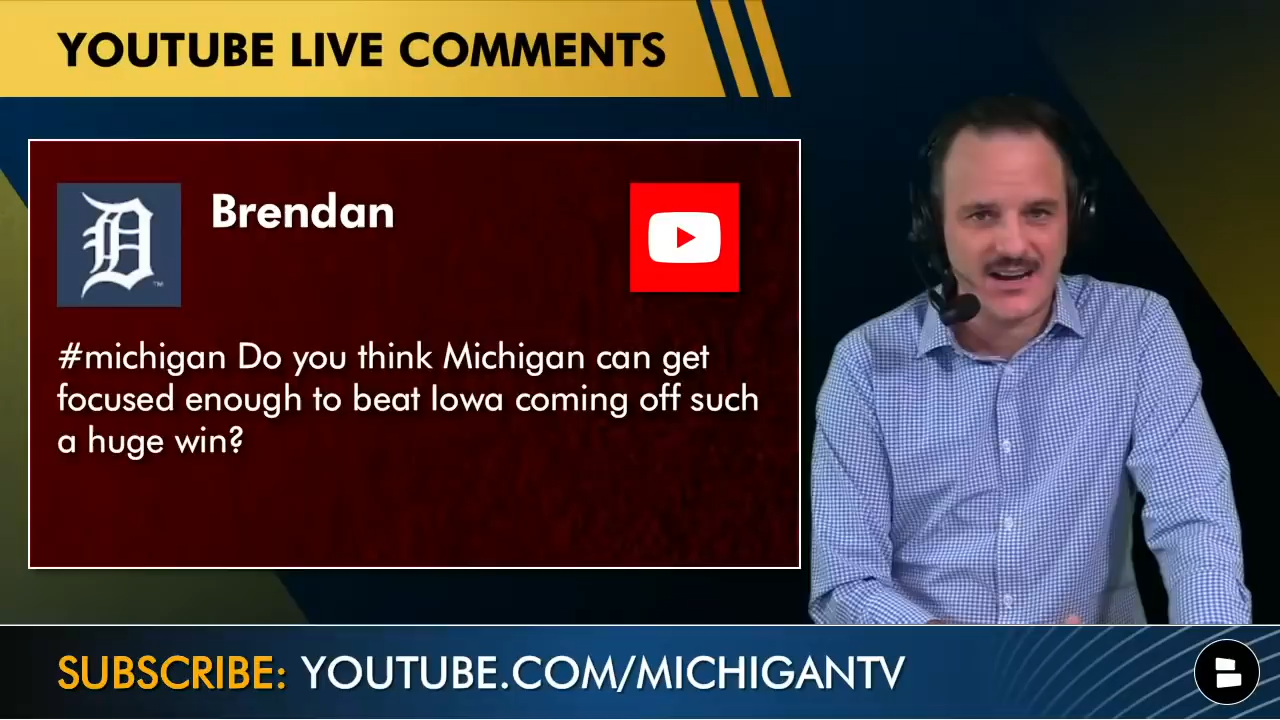 YOUTUBE LIVE COMMENTS
D
TM
Brendan
#michigan Do you think Michigan can get
focused enough to beat Iowa coming off such
a huge win?
SUBSCRIBE: YOUTUBE.COM/MICHIGANTV